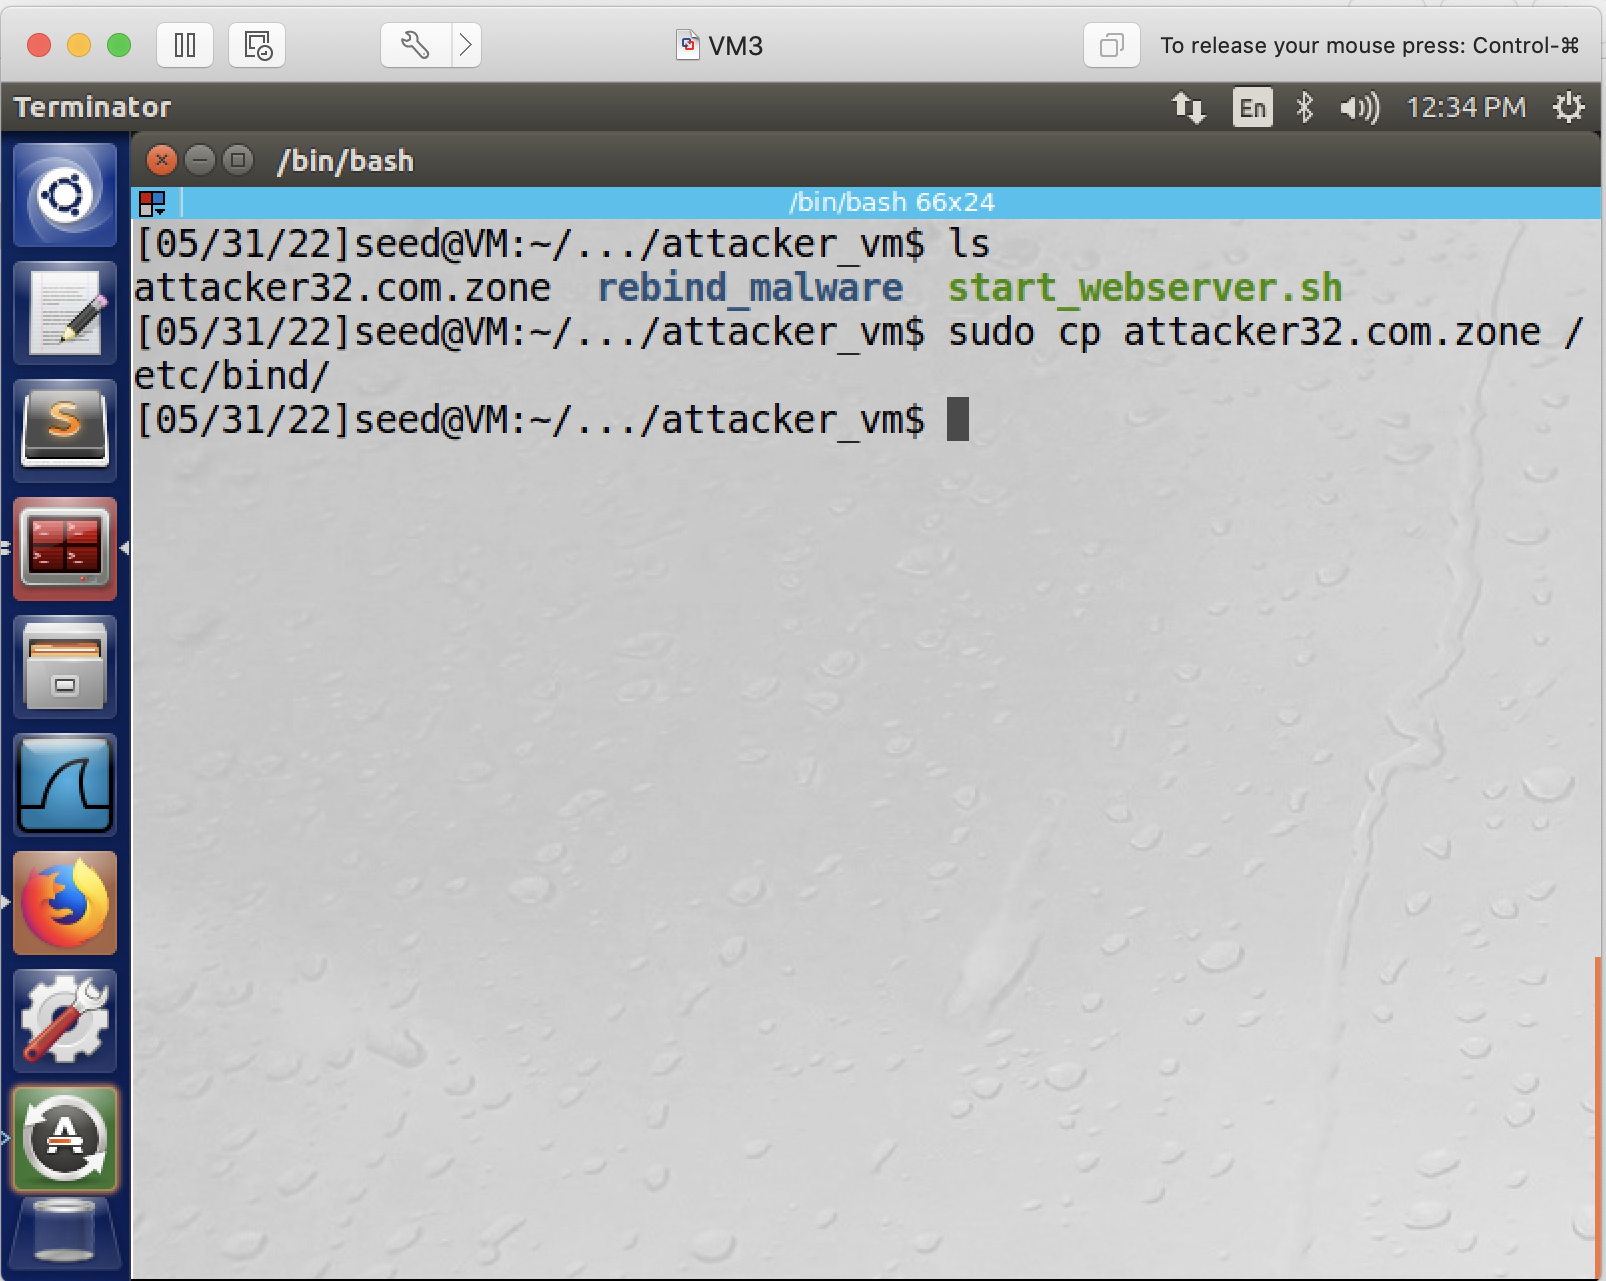 VM3
To release your mouse press: Control-⌘
Terminator
En
12:34 PM
/bin/bash
/bin/bash 66x24
[05/31/22]seed@VM:~/.../attacker_vm$ ls
attacker32.com.zone  rebind_malware  start_webserver.sh
[05/31/22]seed@VM:~/.../attacker_vm$ sudo cp attacker32.com.zone /
etc/bind/
[05/31/22]seed@VM:~/.../attacker_vm$